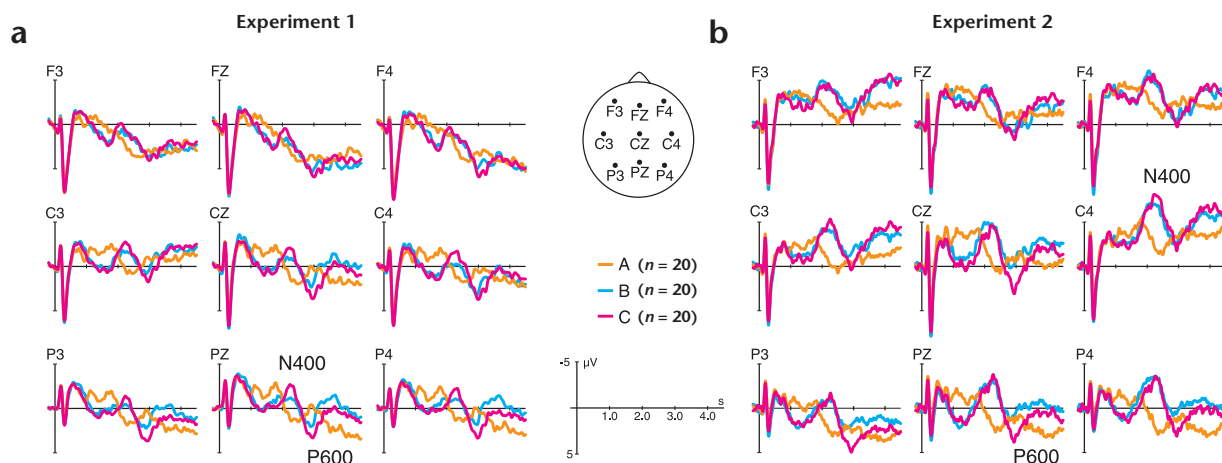 Experiment 1
Experiment 2
a
b
F3
FZ
F4
C3
CZ
C4
P3
PZ
P4
N400
P600
F3
FZ
F4
C3
CZ
C4
P3
PZ
P4
A (n = 20)
B (n = 20)
C (n = 20)
-5
µV
s
1.0 2.0 3.0 4.0
5
F3
FZ
F4
N400
C3
CZ
C4
P3
PZ
P4
P600